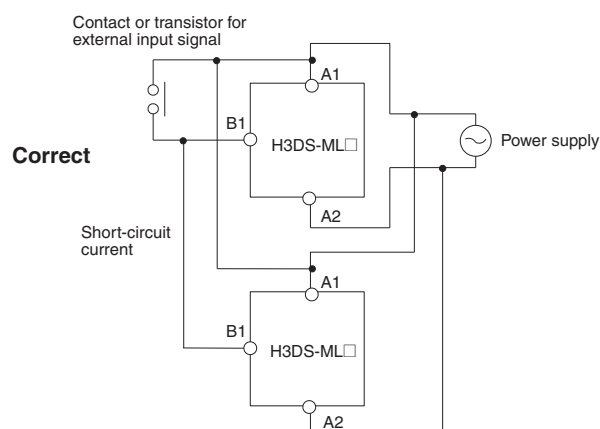 Contact or transistor for
external input signal
A1
B1
H3DS-ML□
Power supply
Correct
A2
Short-circuit
current
A1
B1
H3DS-ML□
A2